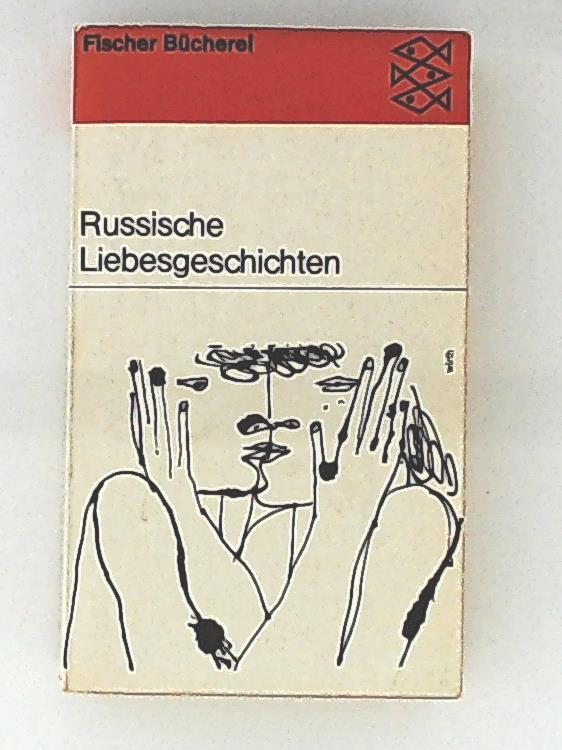 Fischer Bücherei
Russische
Liebesgeschichten